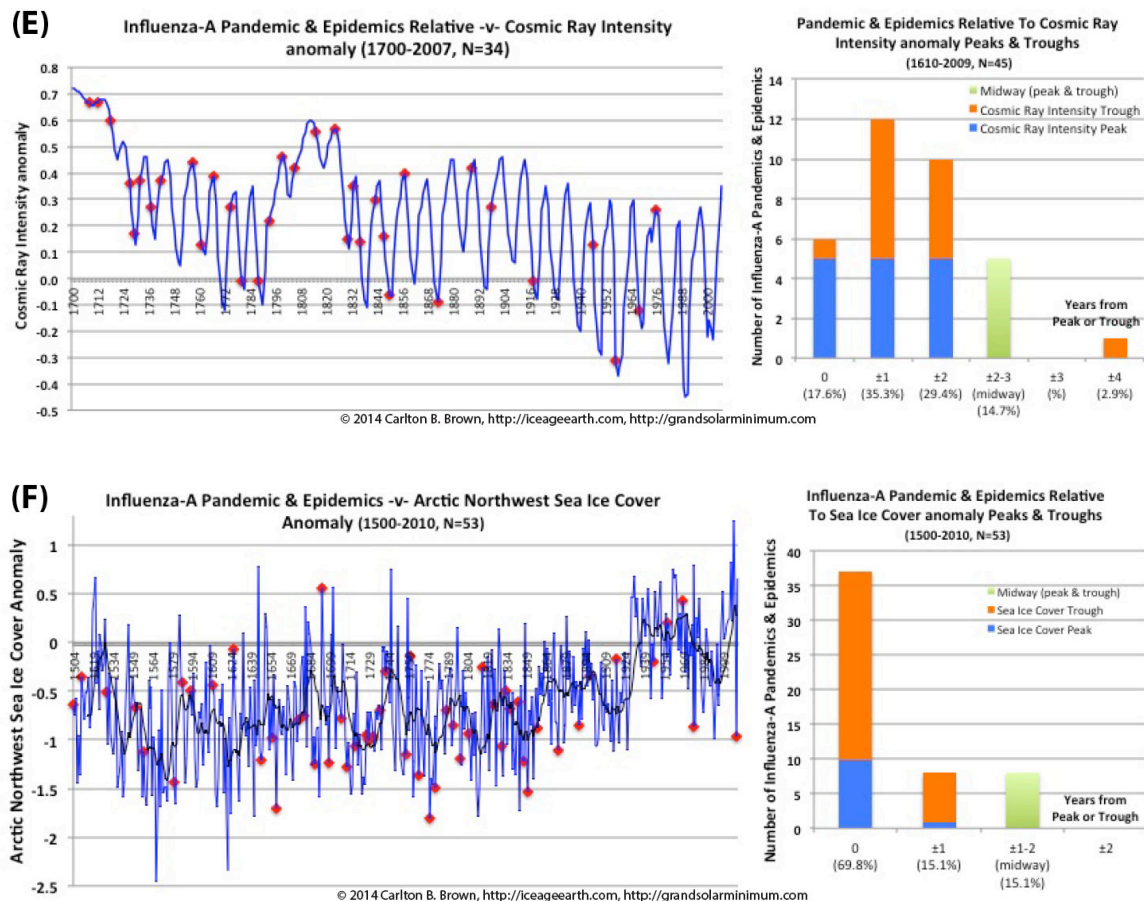 (E)
Influenza-A Pandemic & Epidemics Relative -v- Cosmic Ray Intensity
anomaly (1700-2007, N=34)
Cosmic Ray Intensity anomaly
0.8
0.7
0.6
0.5
0.4
0.3
0.2
0.1
0.0
-0.1
-0.2
-0.3
-0.4
-0.5
1700
1712
1724
1736
1748
1760
1772
1784
1796
1808
1820
1832
1844
1856
1868
1880
1892
1904
1916
1928
1940
1952
1964
1976
1988
2000
Pandemic & Epidemics Relative To Cosmic Ray
Intensity anomaly Peaks & Troughs
(1610-2009, N=45)
Number of Influenza-A Pandemics & Epidemics
14
12
10
8
6
4
2
0
Midway (peak & trough)
Cosmic Ray Intensity Trough
Cosmic Ray Intensity Peak
Years from
Peak or Trough
0 ±1 ±2 ±2-3 ±3 ±4
(17.6%) (35.3%) (29.4%) (midway) (%) (2.9%)
14.7%)
© 2014 Carlton B. Brown, http://iceageearth.com, http://grandsolarminimum.com
(F)
Influenza-A Pandemic & Epidemics -v- Arctic Northwest Sea Ice Cover
Anomaly (1500-2010, N=53)
Arctic Northwest Sea Ice Cover Anomaly
1
0.5
0
-0.5
-1
-1.5
-2
-2.5
1504
1534
1549
1564
1579
1594
1609
1624
1639
1654
1669
1684
1714
1729
1774
1789
1804
1834
1849
Influenza-A Pandemic & Epidemics Relative
To Sea Ice Cover anomaly Peaks & Troughs
(1500-2010, N=53)
Number of Influenza-A Pandemics & Epidemics
40
35
30
25
20
15
10
5
0
Midway (peak & trough)
Sea Ice Cover Trough
Sea Ice Cover Peak
Years from
Peak or Trough
0 ±1 ±1-2 ±2
(69.8%) (15.1%) (midway)
(15.1%)
© 2014 Carlton B. Brown, http://iceageearth.com, http://grandsolarminimum.com